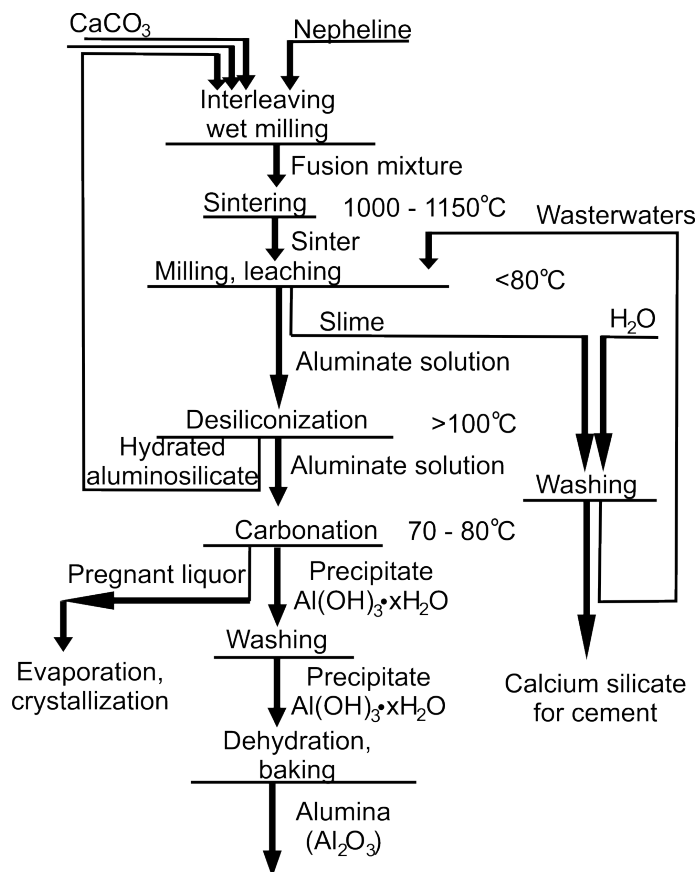 CaCO₃
Nepheline
Interleaving
wet milling
Fusion mixture
Sintering
1000 - 1150°C
Wasterwaters
Sinter
Milling, leaching
<80°C
Slime
H₂O
Aluminate solution
Desiliconization
>100°C
Hydrated
aluminosilicate
Aluminate solution
Washing
Carbonation
70 - 80°C
Pregnant liquor
Precipitate
Al(OH)₃•xH₂O
Washing
Evaporation,
crystallization
Precipitate
Al(OH)₃•xH₂O
Calcium silicate
for cement
Dehydration,
baking
Alumina
(Al₂O₃)